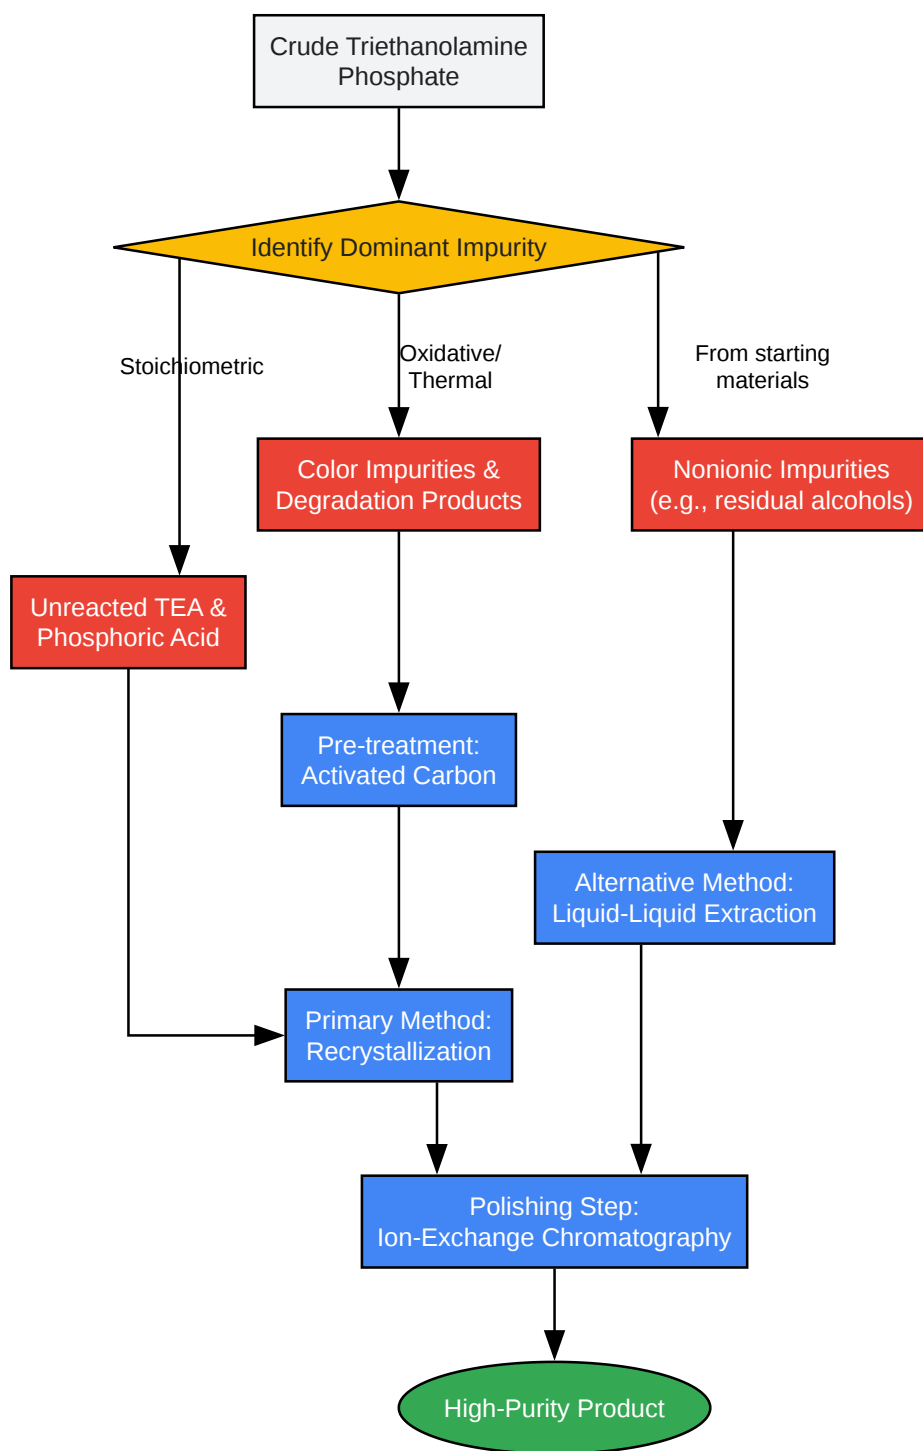 Crude Triethanolamine
Phosphate
Identify Dominant Impurity
Stoichiometric
Oxidative/
Thermal
From starting
materials
Color Impurities &
Degradation Products
Nonionic Impurities
(e.g., residual alcohols)
Unreacted TEA &
Phosphoric Acid
Pre-treatment:
Activated Carbon
Alternative Method:
Liquid-Liquid Extraction
Primary Method:
Recrystallization
Polishing Step:
Ion-Exchange Chromatography
High-Purity Product